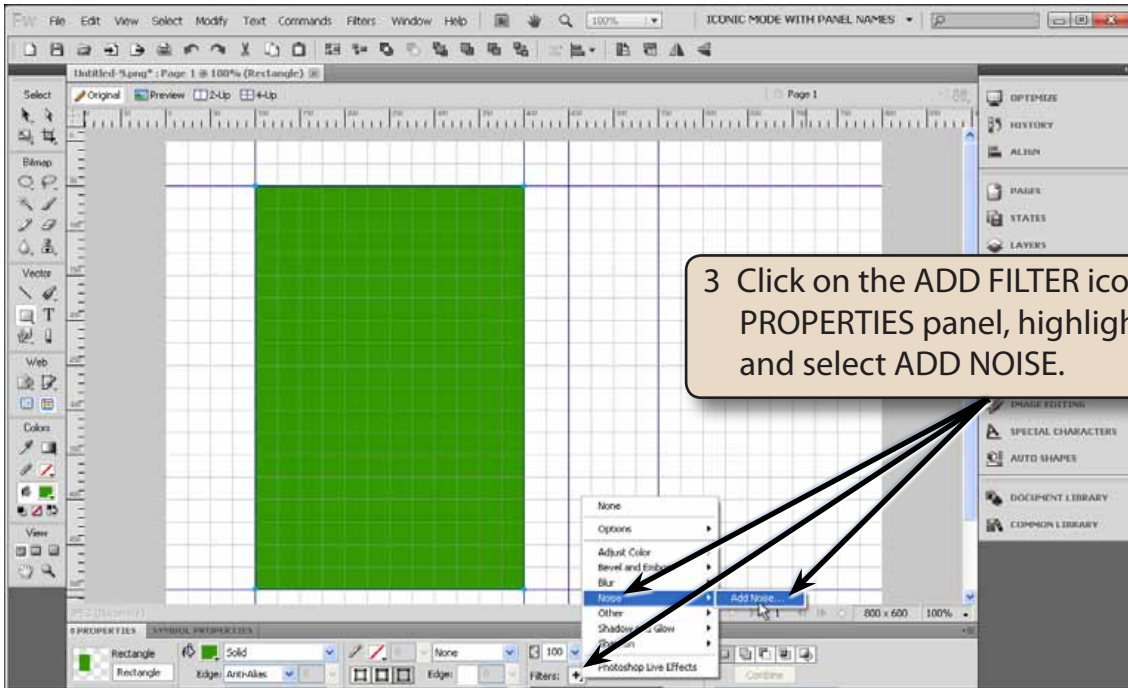 File Edit View Select Modify Text Commands Filters Window Help 100% ICONIC MODE WITH PANEL NAMES
Untitled-9.png* : Page 1 @ 100% (Rectangle)
Select
Original Preview 2-Up 4-Up Page 1
OPTIMIZE
HISTORY
ALIGN
Bitmap
PAGES
STATES
LAYERS
Vector
3 Click on the ADD FILTER ico
PROPERTIES panel, highligh
and select ADD NOISE.
Web
IMAGE EDITING
SPECIAL CHARACTERS
AUTO SHAPES
Colors
DOCUMENT LIBRARY
COMMON LIBRARY
View
None
Options
Adjust Color
Bevel and Emboss
Blur
Noise Add Noise...
Other
Shadow and Glow
Sharpen
Photoshop Live Effects
800 x 600 100%
PROPERTIES SYMBOL PROPERTIES
Rectangle Solid None 100
Rectangle Edge: Anti-Alias Edge: Filters: Combine